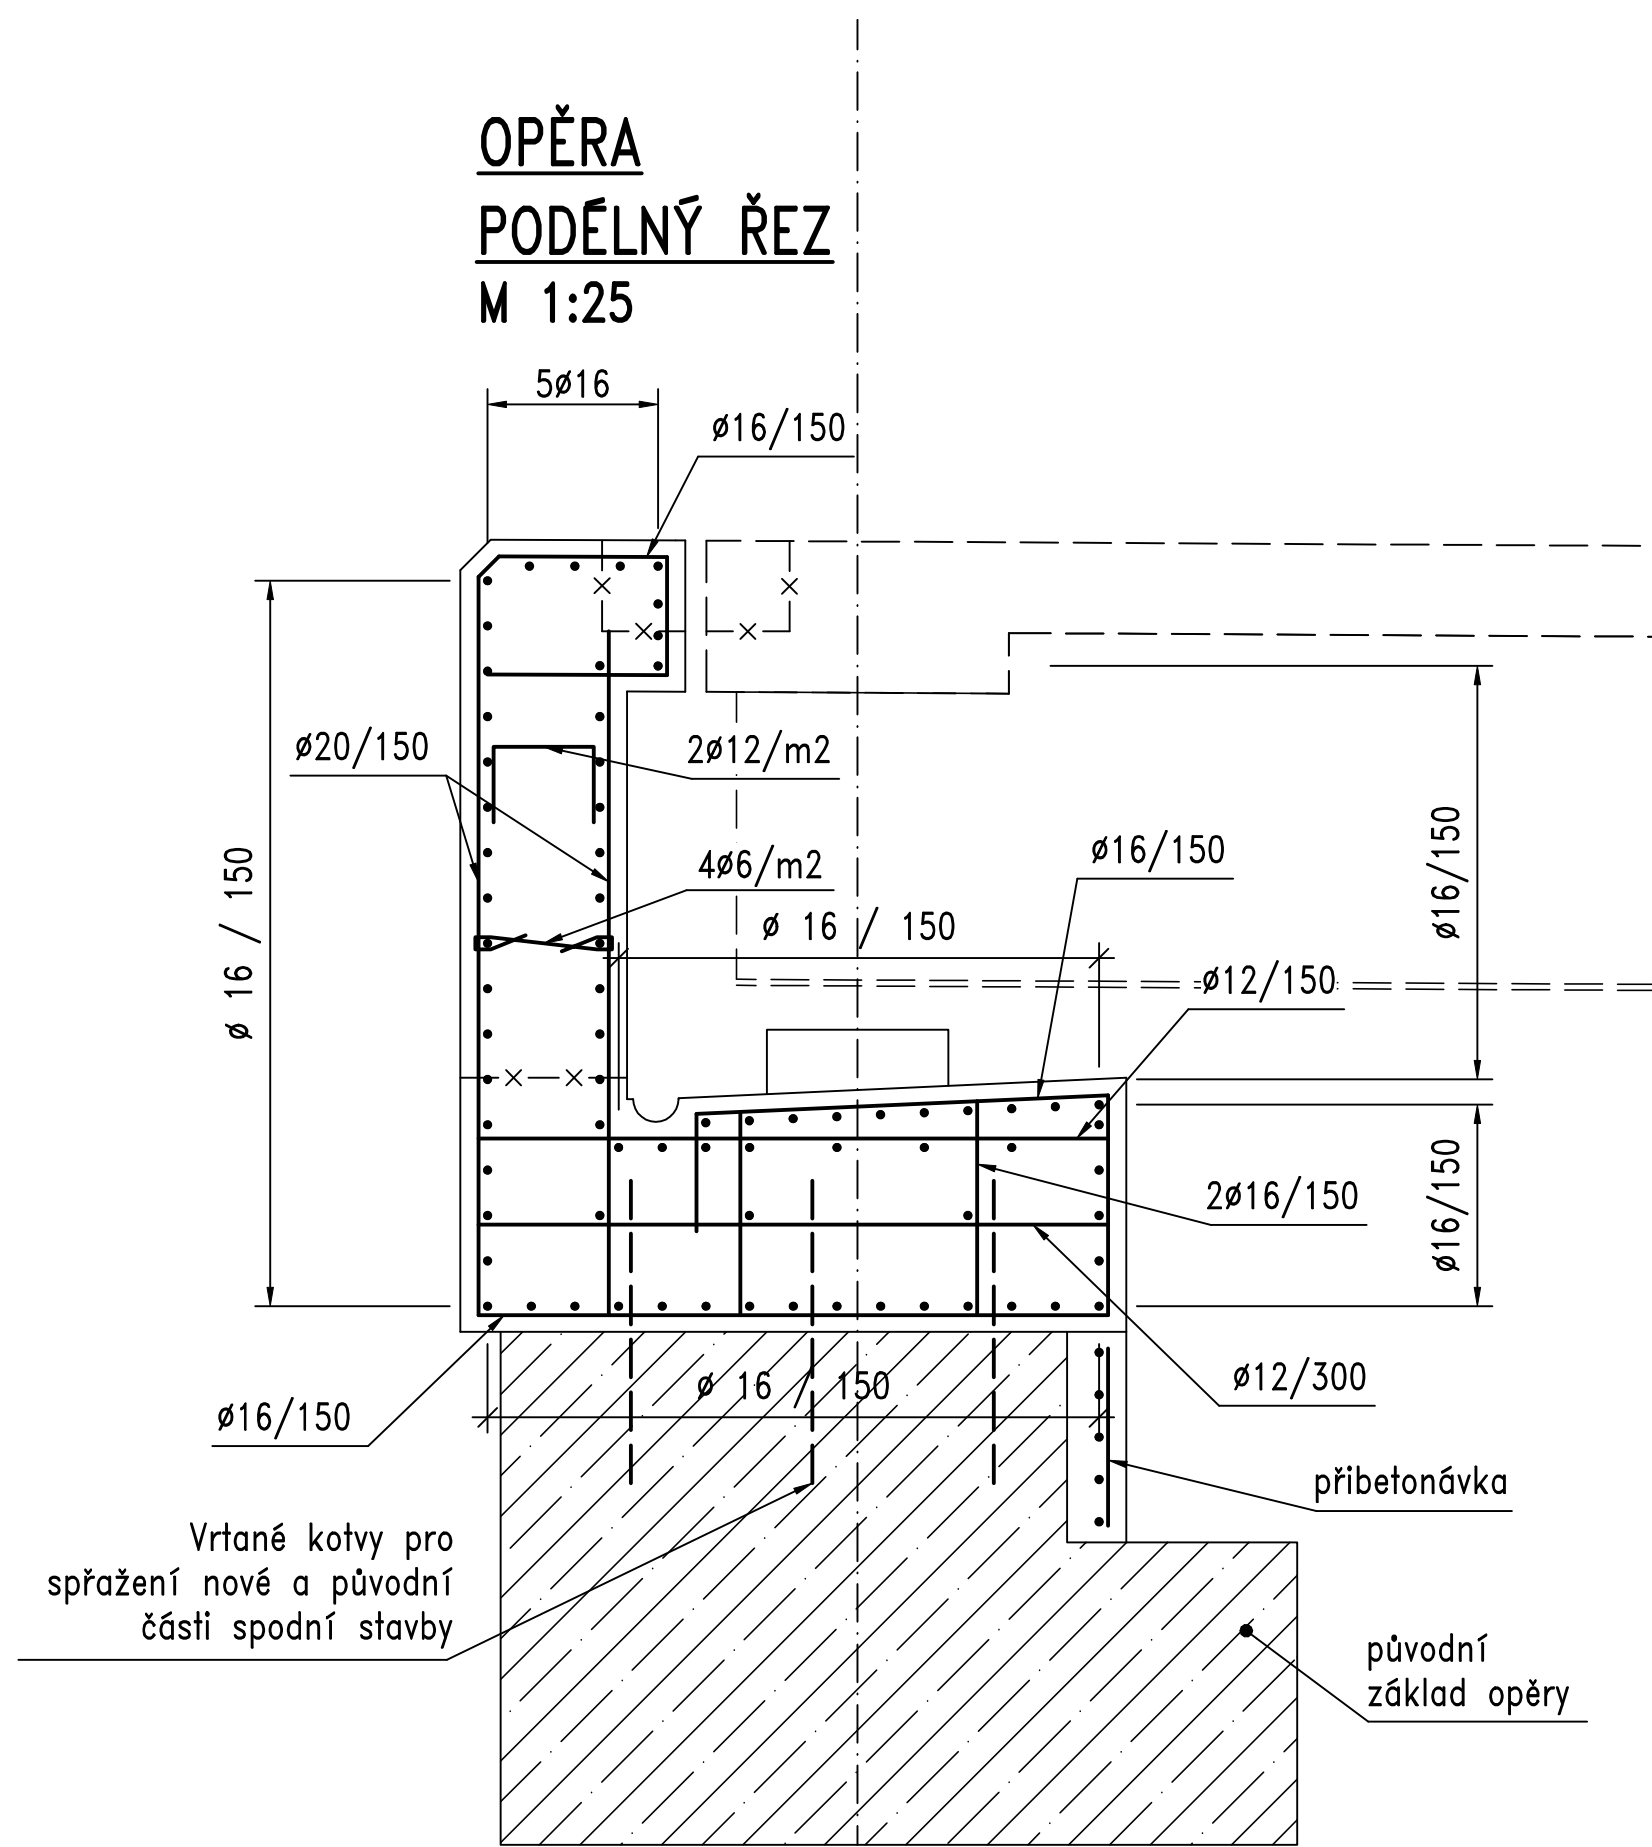 OPĚRA
PODÉLNÝ ŘEZ
M 1:25
5ø16
ø16/150
ø20/150
2ø12/m2
4ø6/m2
ø16/150
ø 16 / 150
ø12/150
ø 16 / 150
ø16/150
2ø16/150
ø16/150
ø12/300
ø 16 / 150
ø16/150
přibetonávka
Vrtané kotvy pro
spřažení nové a původní
části spodní stavby
původní
základ opěry